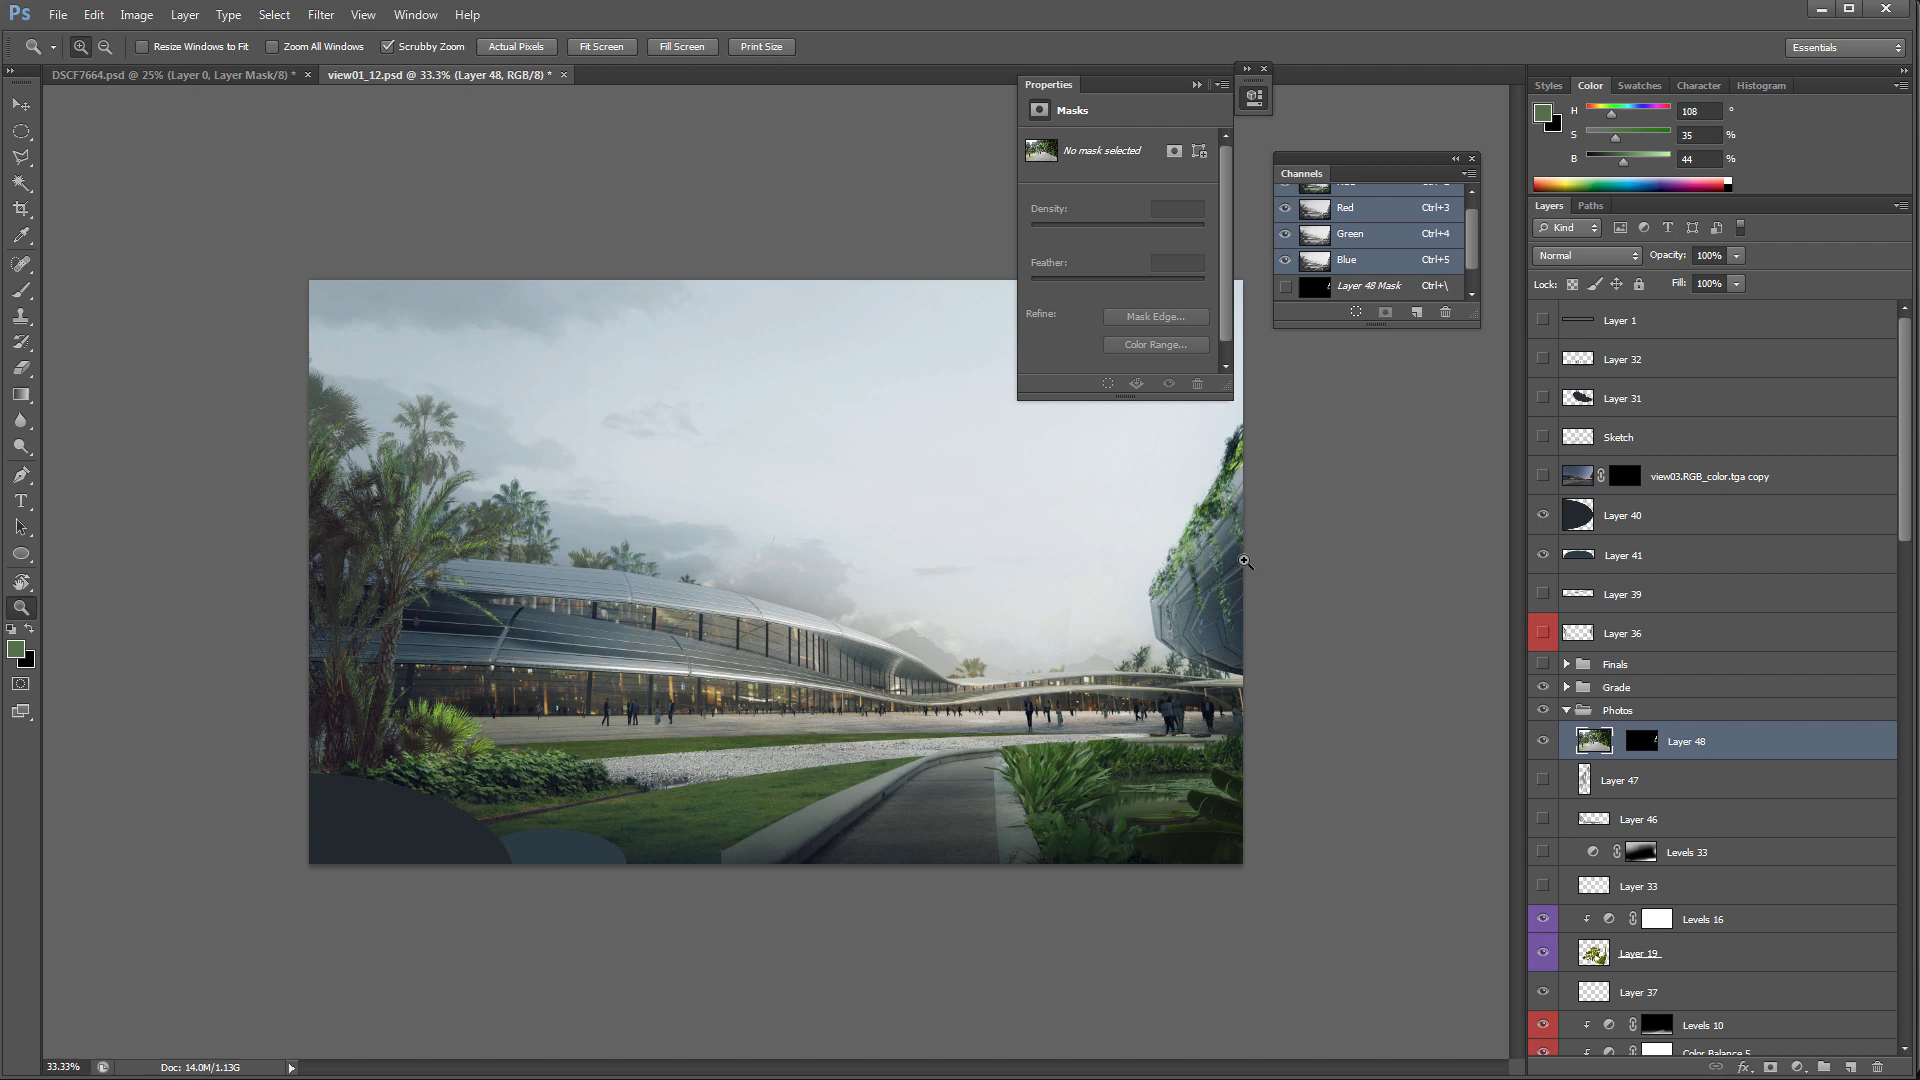 Ps File Edit Image Layer Type Select Filter View Window Help
Resize Windows to Fit Zoom All Windows Scrubby Zoom Actual Pixels Fit Screen Fill Screen Print Size Essentials
DSCF7664.psd @ 25% (Layer 0, Layer Mask/8) * × view01_12.psd @ 33.3% (Layer 48, RGB/8) * ×
Properties
Masks
No mask selected
Density:
Feather:
Refine: Mask Edge...
Color Range...
Channels
Red Ctrl+3
Green Ctrl+4
Blue Ctrl+5
Layer 48 Mask Ctrl+\
Styles Color Swatches Character Histogram
H 108 °
S 35 %
B 44 %
Layers Paths
Kind
Normal Opacity: 100%
Lock: Fill: 100%
Layer 1
Layer 32
Layer 31
Sketch
view03.RGB_color.tga copy
Layer 40
Layer 41
Layer 39
Layer 36
Finals
Grade
Photos
Layer 48
Layer 47
Layer 46
Levels 33
Layer 33
Levels 16
Layer 19
Layer 37
Levels 10
Color Balance 5
33.33% Doc: 14.0M/1.13G